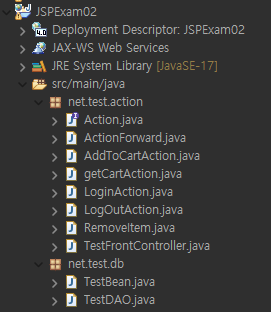 JSPExam02
Deployment Descriptor: JSPExam02
JAX-WS Web Services
JRE System Library [JavaSE-17]
src/main/java
net.test.action
Action.java
ActionForward.java
AddToCartAction.java
getCartAction.java
LoginAction.java
LogOutAction.java
RemoveItem.java
TestFrontController.java
net.test.db
TestBean.java
TestDAO.java